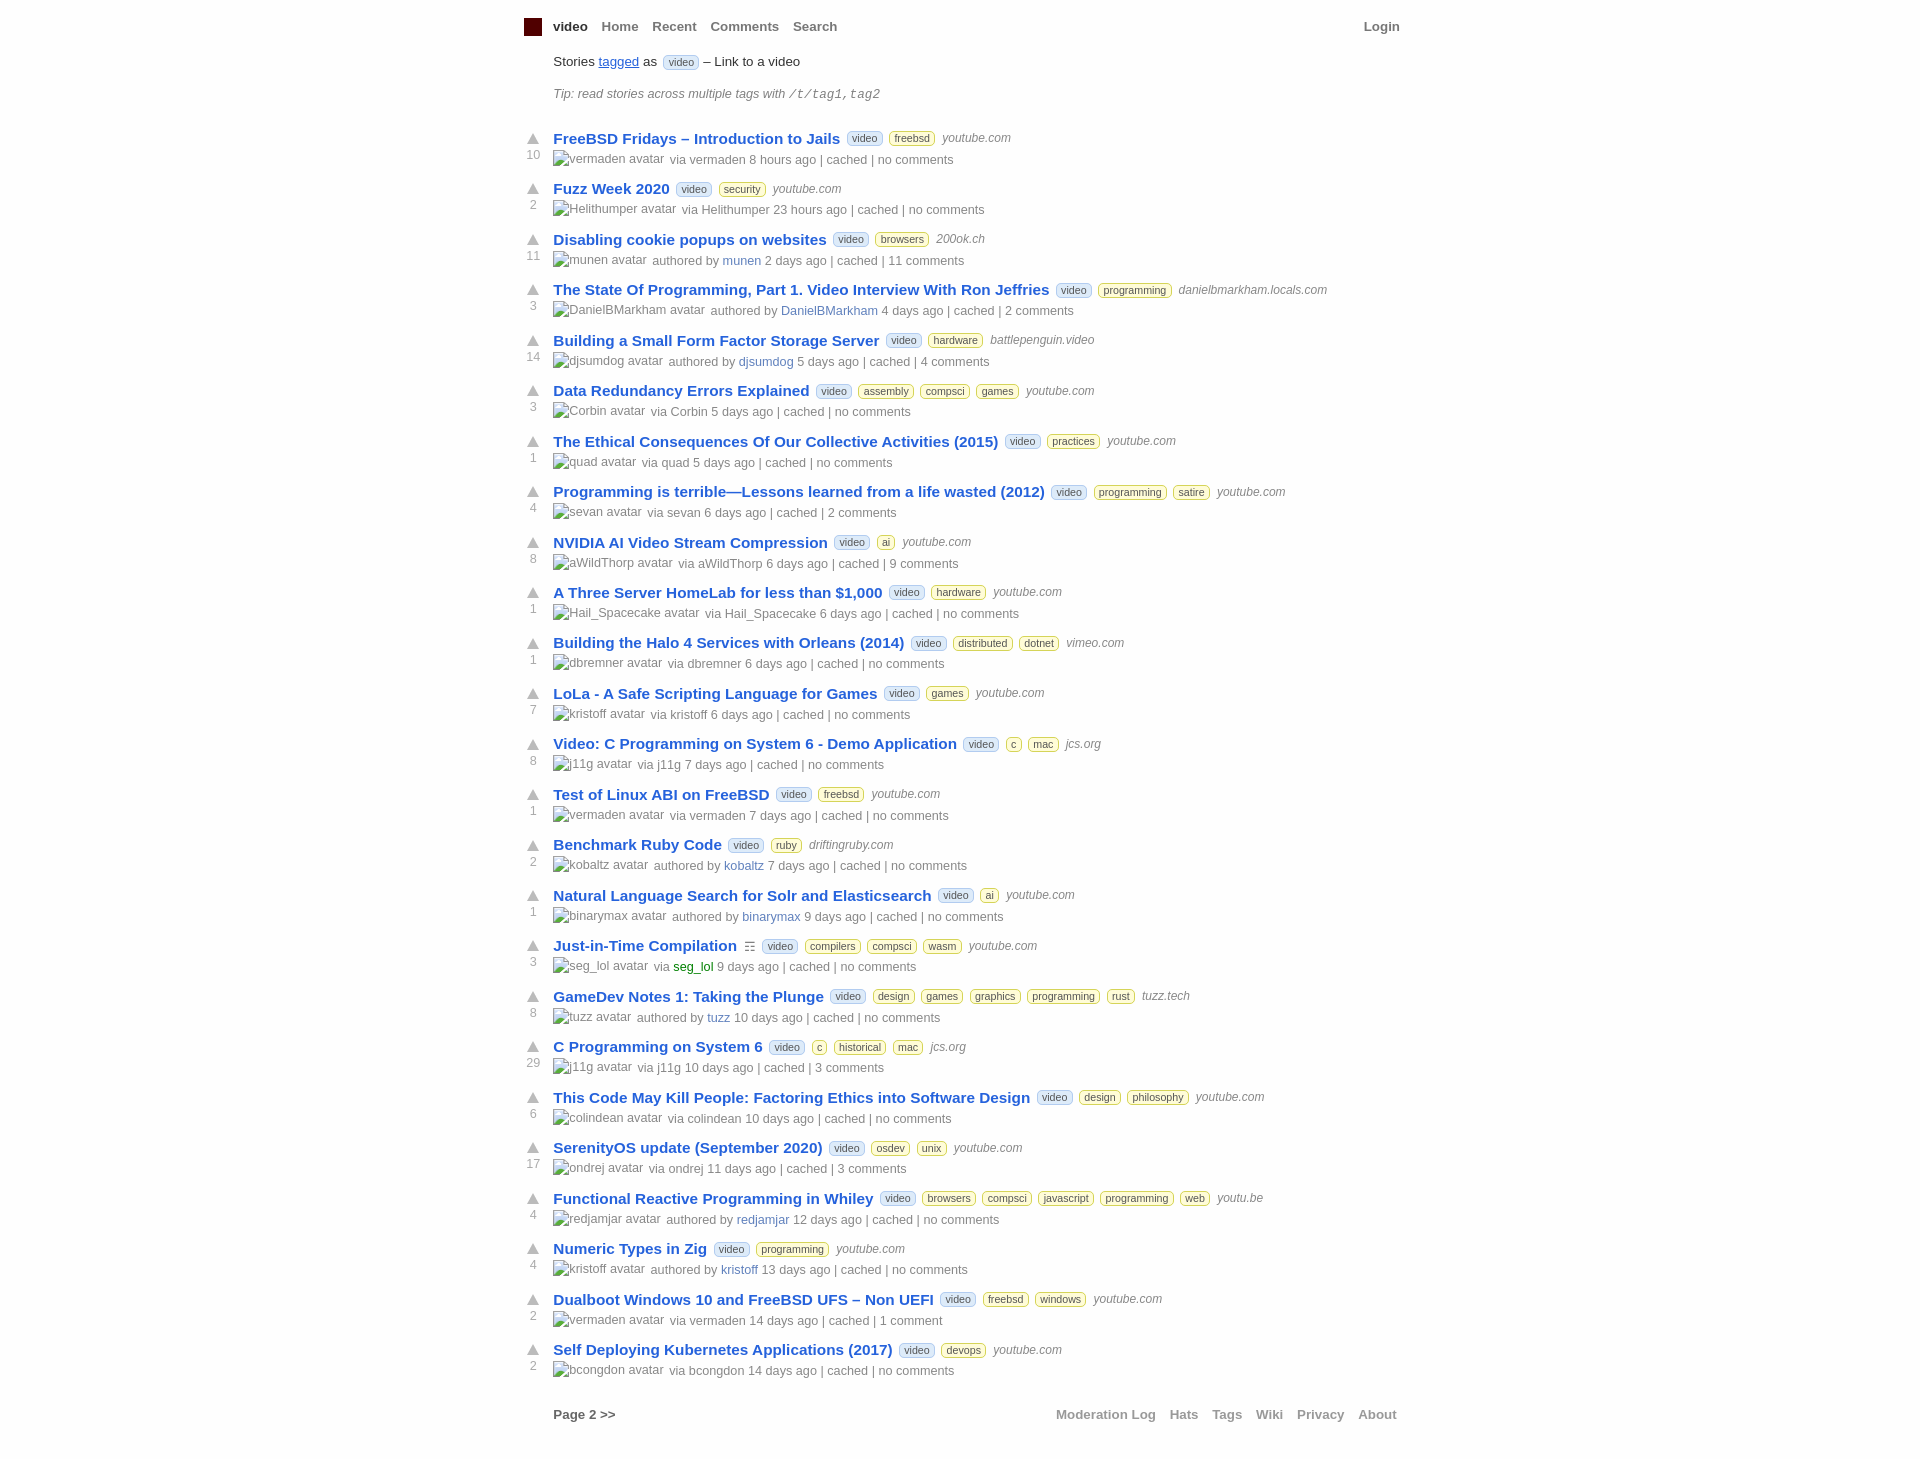 video Home Recent Comments Search Login
Stories tagged as video – Link to a video
Tip: read stories across multiple tags with /t/tag1,tag2
FreeBSD Fridays – Introduction to Jails video freebsd youtube.com
10 vermaden avatar via vermaden 8 hours ago | cached | no comments
Fuzz Week 2020 video security youtube.com
2 Helithumper avatar via Helithumper 23 hours ago | cached | no comments
Disabling cookie popups on websites video browsers 200ok.ch
11 munen avatar authored by munen 2 days ago | cached | 11 comments
The State Of Programming, Part 1. Video Interview With Ron Jeffries video programming danielbmarkham.locals.com
3 DanielBMarkham avatar authored by DanielBMarkham 4 days ago | cached | 2 comments
Building a Small Form Factor Storage Server video hardware battlepenguin.video
14 djsumdog avatar authored by djsumdog 5 days ago | cached | 4 comments
Data Redundancy Errors Explained video assembly compsci games youtube.com
3 Corbin avatar via Corbin 5 days ago | cached | no comments
The Ethical Consequences Of Our Collective Activities (2015) video practices youtube.com
1 quad avatar via quad 5 days ago | cached | no comments
Programming is terrible—Lessons learned from a life wasted (2012) video programming satire youtube.com
4 sevan avatar via sevan 6 days ago | cached | 2 comments
NVIDIA AI Video Stream Compression video ai youtube.com
8 aWildThorp avatar via aWildThorp 6 days ago | cached | 9 comments
A Three Server HomeLab for less than $1,000 video hardware youtube.com
1 Hail_Spacecake avatar via Hail_Spacecake 6 days ago | cached | no comments
Building the Halo 4 Services with Orleans (2014) video distributed dotnet vimeo.com
1 dbremner avatar via dbremner 6 days ago | cached | no comments
LoLa - A Safe Scripting Language for Games video games youtube.com
7 kristoff avatar via kristoff 6 days ago | cached | no comments
Video: C Programming on System 6 - Demo Application video c mac jcs.org
8 j11g avatar via j11g 7 days ago | cached | no comments
Test of Linux ABI on FreeBSD video freebsd youtube.com
1 vermaden avatar via vermaden 7 days ago | cached | no comments
Benchmark Ruby Code video ruby driftingruby.com
2 kobaltz avatar authored by kobaltz 7 days ago | cached | no comments
Natural Language Search for Solr and Elasticsearch video ai youtube.com
1 binarymax avatar authored by binarymax 9 days ago | cached | no comments
Just-in-Time Compilation ☶ video compilers compsci wasm youtube.com
3 seg_lol avatar via seg_lol 9 days ago | cached | no comments
GameDev Notes 1: Taking the Plunge video design games graphics programming rust tuzz.tech
8 tuzz avatar authored by tuzz 10 days ago | cached | no comments
C Programming on System 6 video c historical mac jcs.org
29 j11g avatar via j11g 10 days ago | cached | 3 comments
This Code May Kill People: Factoring Ethics into Software Design video design philosophy youtube.com
6 colindean avatar via colindean 10 days ago | cached | no comments
SerenityOS update (September 2020) video osdev unix youtube.com
17 ondrej avatar via ondrej 11 days ago | cached | 3 comments
Functional Reactive Programming in Whiley video browsers compsci javascript programming web youtu.be
4 redjamjar avatar authored by redjamjar 12 days ago | cached | no comments
Numeric Types in Zig video programming youtube.com
4 kristoff avatar authored by kristoff 13 days ago | cached | no comments
Dualboot Windows 10 and FreeBSD UFS – Non UEFI video freebsd windows youtube.com
2 vermaden avatar via vermaden 14 days ago | cached | 1 comment
Self Deploying Kubernetes Applications (2017) video devops youtube.com
2 bcongdon avatar via bcongdon 14 days ago | cached | no comments
Page 2 >> Moderation Log Hats Tags Wiki Privacy About